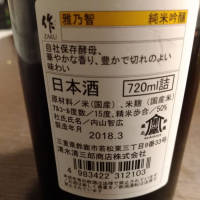 作 雅乃智 純米吟醸
ZAKU
自社保存酵母。
華やかな香り、豊かで切れのよい
味わい
日本酒 720ml詰
原材料/米(国産)、米麹(国産米)
アルコール度数/15度、精米歩合/50%
杜氏氏名/内山智広
製造年月 2018.3
三重県鈴鹿市若松東三丁目9番33号
清水清三郎商店株式会社
4 983422 312103